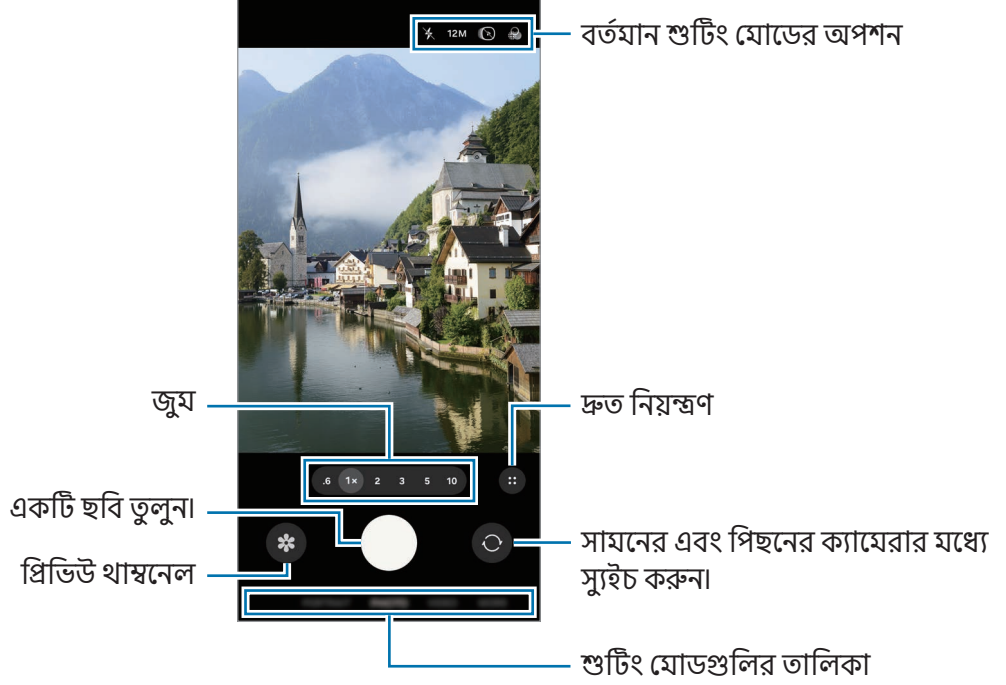 12M
বর্তমান শুটিং মোডের অপশন
জুম
দ্রুত নিয়ন্ত্রণ
.6 1× 2 3 5 10
একটি ছবি তুলুন।
সামনের এবং পিছনের ক্যামেরার মধ্যে
স্যুইচ করুন।
প্রিভিউ থাম্বনেল
শুটিং মোডগুলির তালিকা